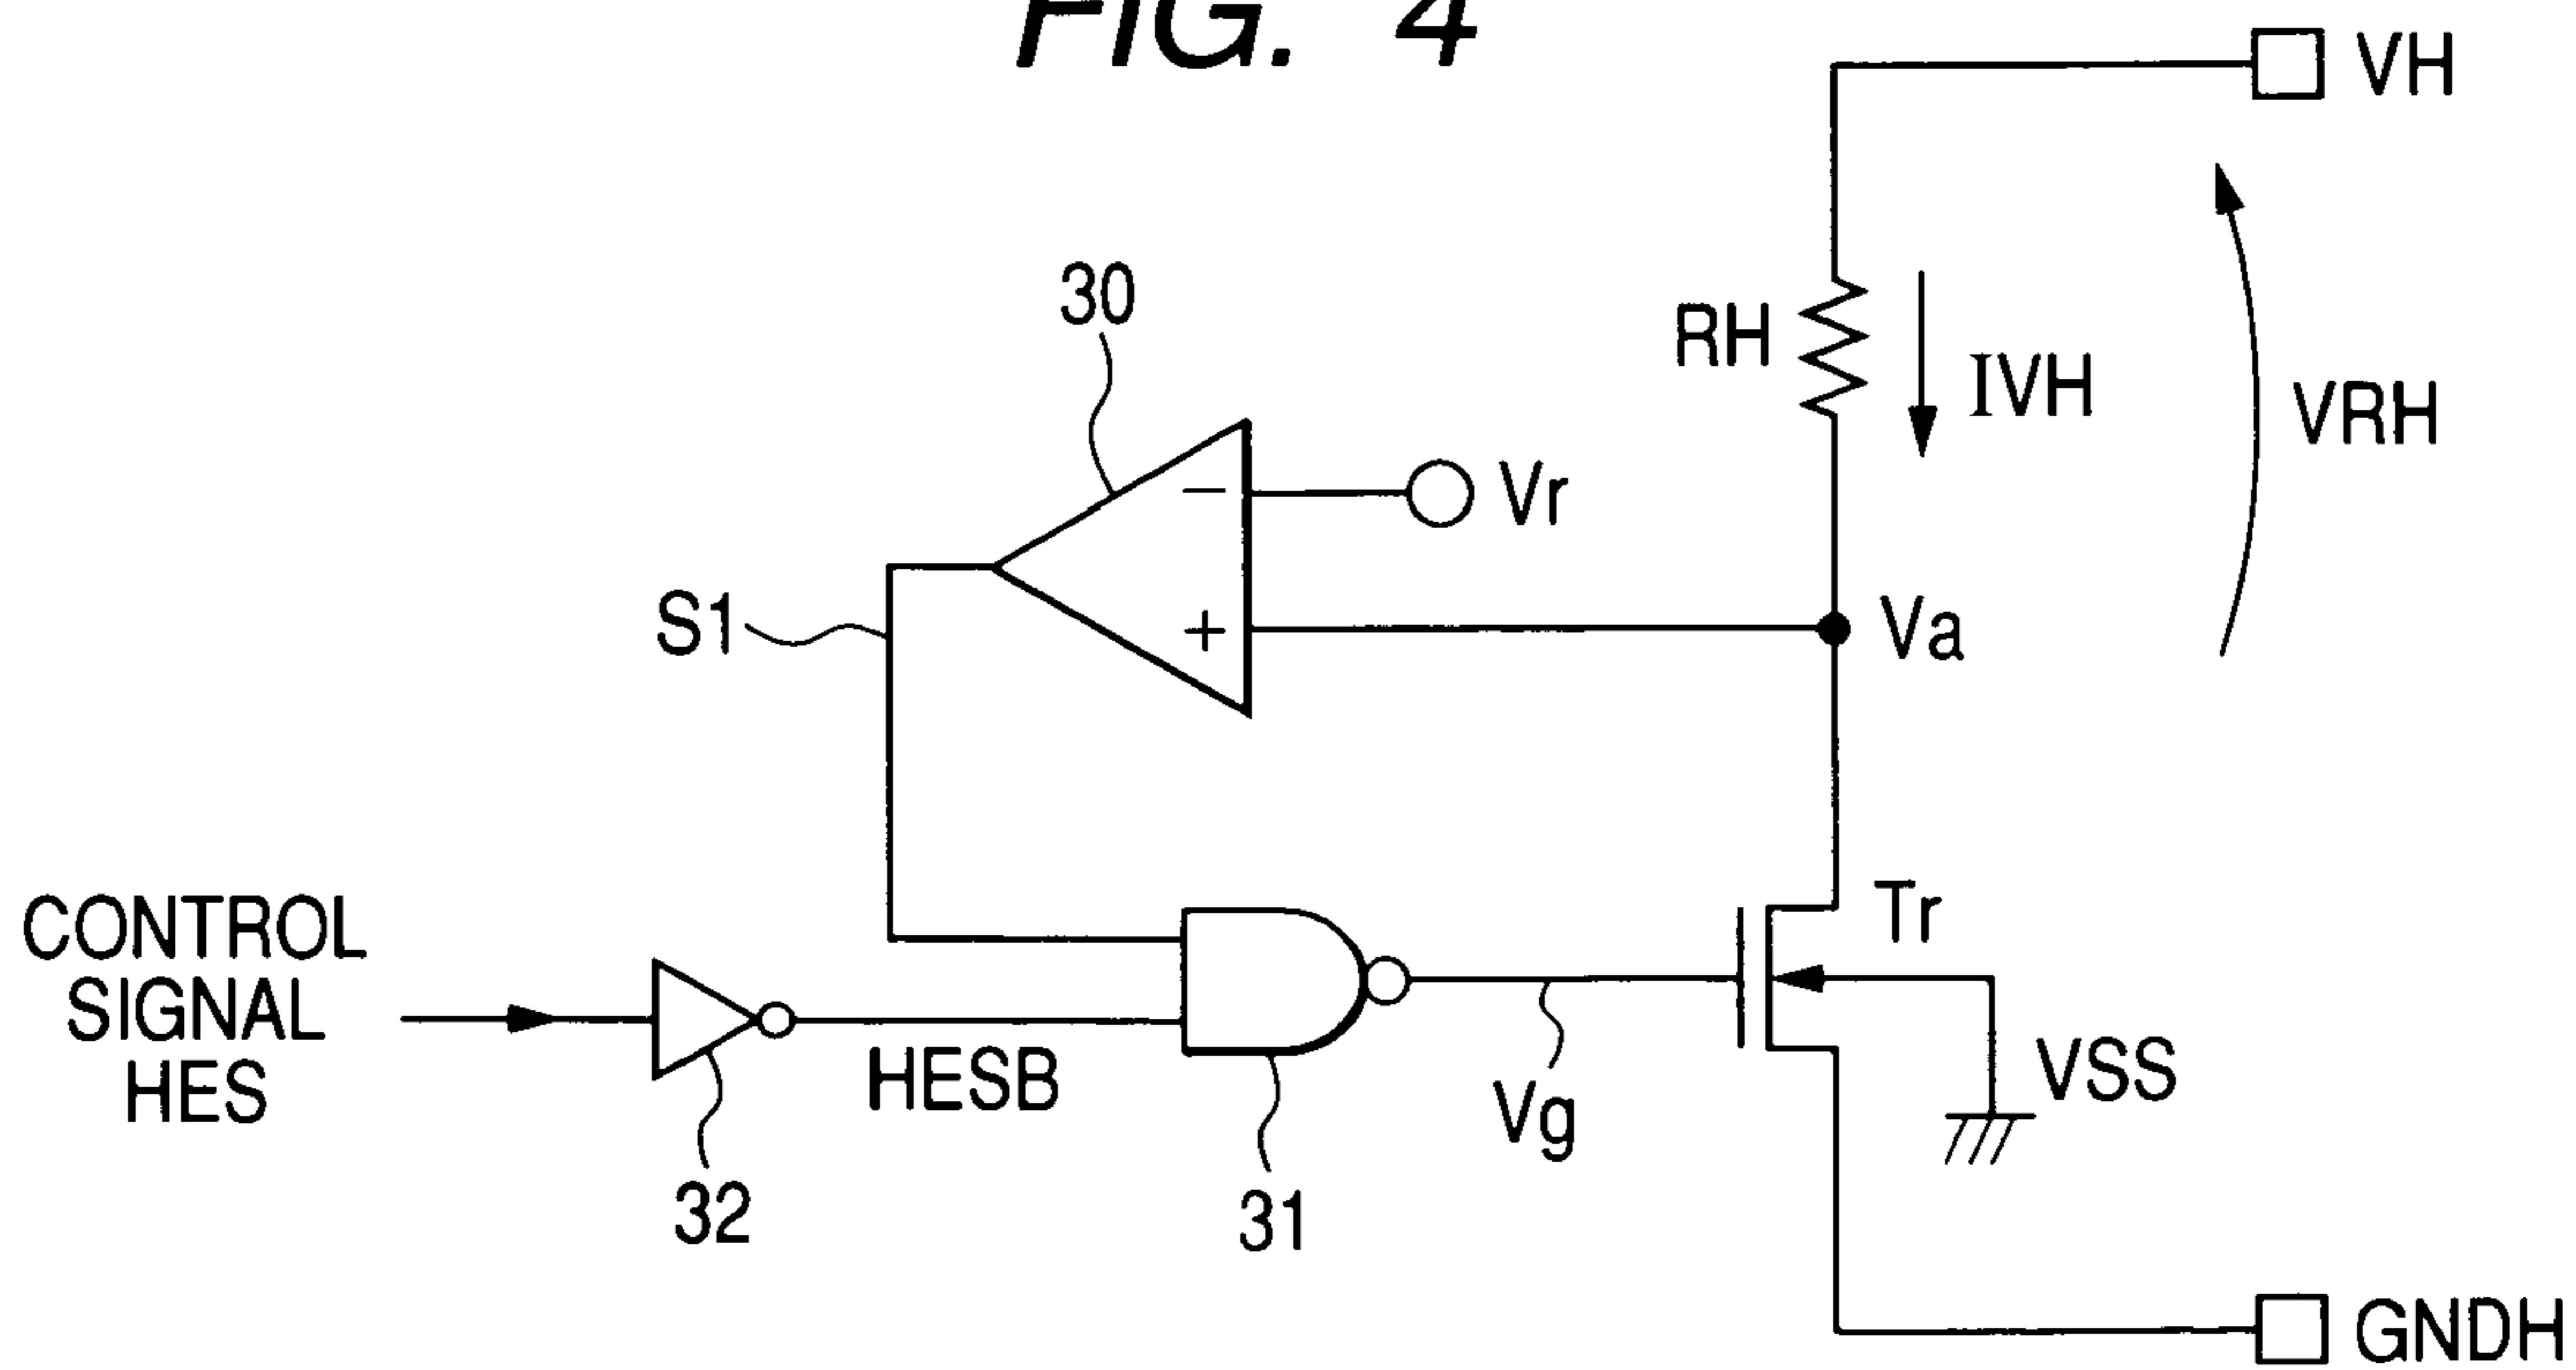 FIG. 4
VH
30
RH
IVH
VRH
−
Vr
S1
+
Va
CONTROL
SIGNAL
HES
Tr
HESB
VSS
Vg
32
31
GNDH